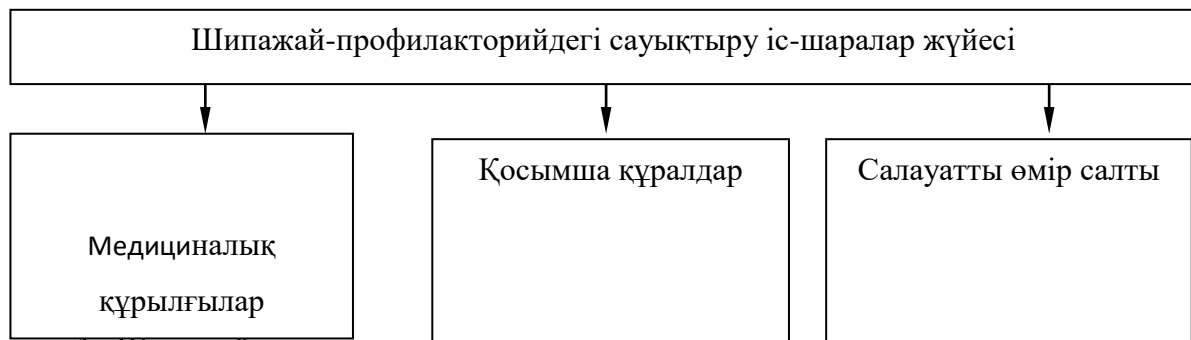 Шипажай-профилакторийдегі сауықтыру іс-шаралар жүйесі
Медициналық
құрылғылар
Қосымша құралдар
Салауатты өмір салты